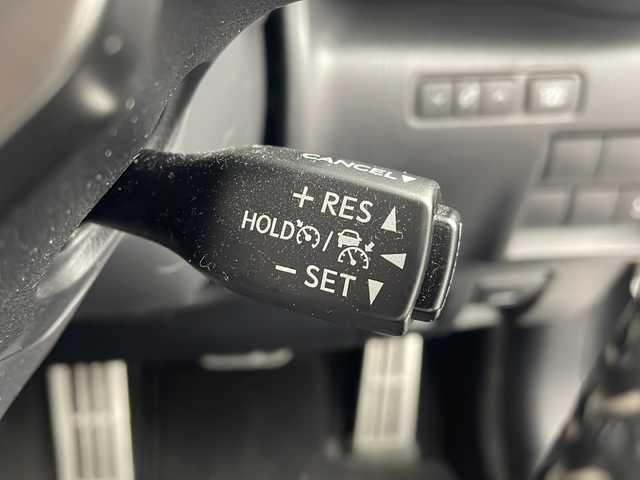 CANCEL
+ RES
HOLD /
− SET